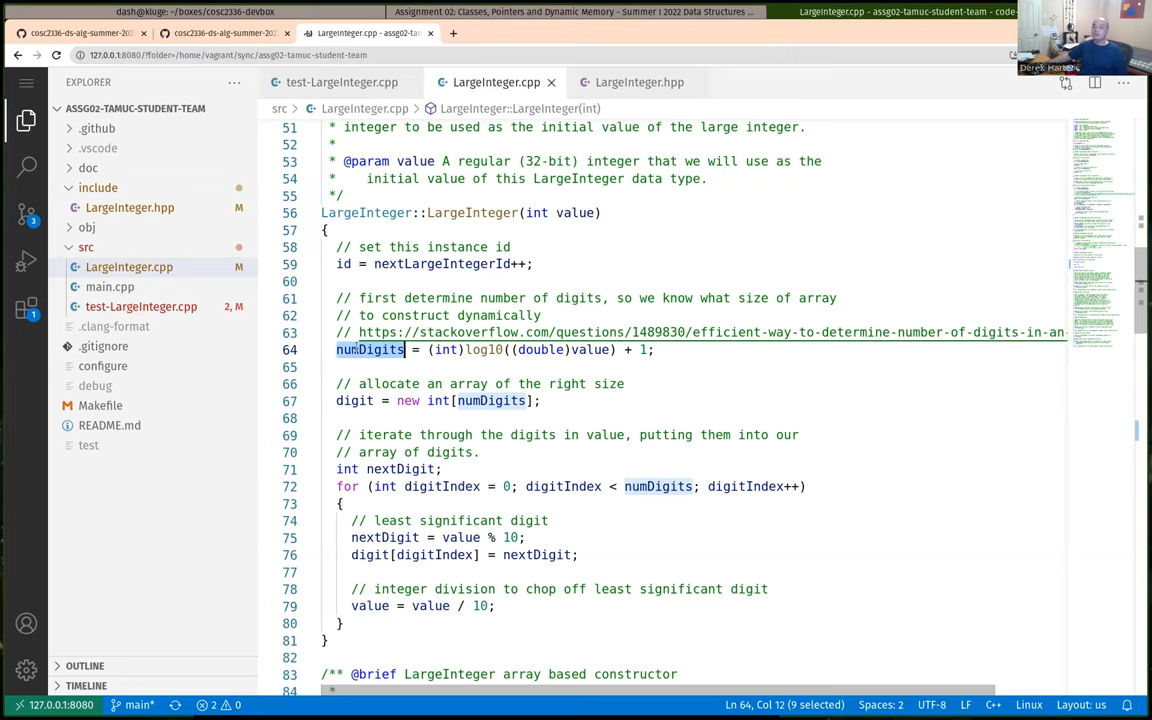 dash@kluge: ~/boxes/cosc2336-devbox
Assignment 02: Classes, Pointers and Dynamic Memory - Summer I 2022 Data Structures ...
LargeInteger.cpp - assg02-tamuc-student-team - code-
cosc2336-ds-alg-summer-202
cosc2336-ds-alg-summer-202
LargeInteger.cpp - assg02-tam
127.0.0.1:8080/?folder=/home/vagrant/sync/assg02-tamuc-student-team
EXPLORER
test-LargeInteger.cpp
LargeInteger.cpp
LargeInteger.hpp
ASSG02-TAMUC-STUDENT-TEAM
src > LargeInteger.cpp > LargeInteger::LargeInteger(int)
.github
.vscode
doc
include
LargeInteger.hpp M
obj
src
LargeInteger.cpp M
main.cpp
test-LargeInteger.cpp 2, M
.clang-format
.gitignore
configure
debug
Makefile
README.md
test
3
1
OUTLINE
TIMELINE
51 * integer to be used as the initial value of the large integer.
52 *
53 * @param value A regular (32-bit) integer that we will use as the
54 * initial value of this LargeInteger data type.
55 */
56 LargeInteger::LargeInteger(int value)
57 {
58 // set this instance id
59 id = nextLargeIntegerId++;
60
61 // first determine number of digits, so we know what size of array
62 // to construct dynamically
63 // https://stackoverflow.com/questions/1489830/efficient-way-to-determine-number-of-digits-in-an-
64 numDigits = (int)log10((double)value) + 1;
65
66 // allocate an array of the right size
67 digit = new int[numDigits];
68
69 // iterate through the digits in value, putting them into our
70 // array of digits.
71 int nextDigit;
72 for (int digitIndex = 0; digitIndex < numDigits; digitIndex++)
73 {
74 // least significant digit
75 nextDigit = value % 10;
76 digit[digitIndex] = nextDigit;
77
78 // integer division to chop off least significant digit
79 value = value / 10;
80 }
81 }
82
83 /** @brief LargeInteger array based constructor
84 *
127.0.0.1:8080 main* 2 0 Ln 64, Col 12 (9 selected) Spaces: 2 UTF-8 LF C++ Linux Layout: us